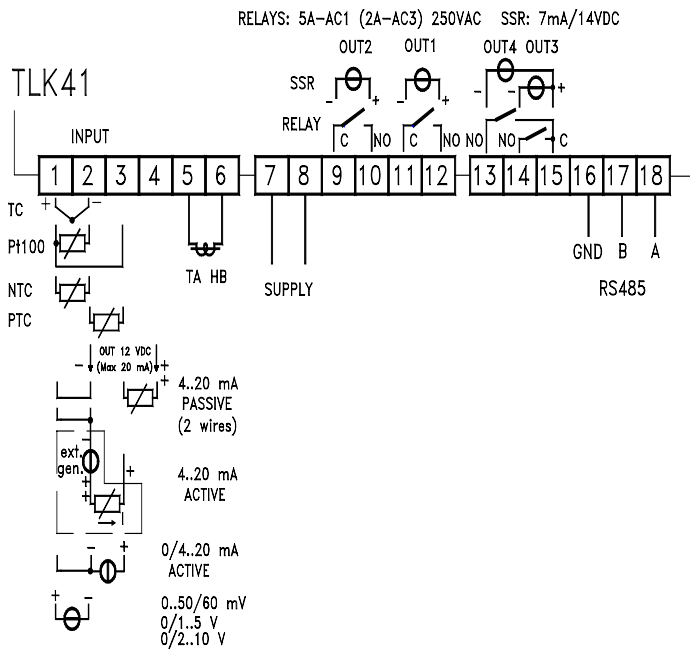 RELAYS: 5A-AC1 (2A-AC3) 250VAC SSR: 7mA/14VDC
OUT2 OUT1 OUT4 OUT3
TLK41
SSR
- + - + - - +
RELAY
INPUT
C NO C NO NO NO C
1 2 3 4 5 6 7 8 9 10 11 12 13 14 15 16 17 18
TC + -
Pt100
GND B A
TA HB
SUPPLY
RS485
NTC
PTC
OUT 12 VDC
(Max 20 mA)
- + +
4..20 mA
PASSIVE
(2 wires)
-
ext.
gen.
+
+ +
4..20 mA
ACTIVE
I
- +
0/4..20 mA
ACTIVE
+ -
0..50/60 mV
0/1..5 V
0/2..10 V